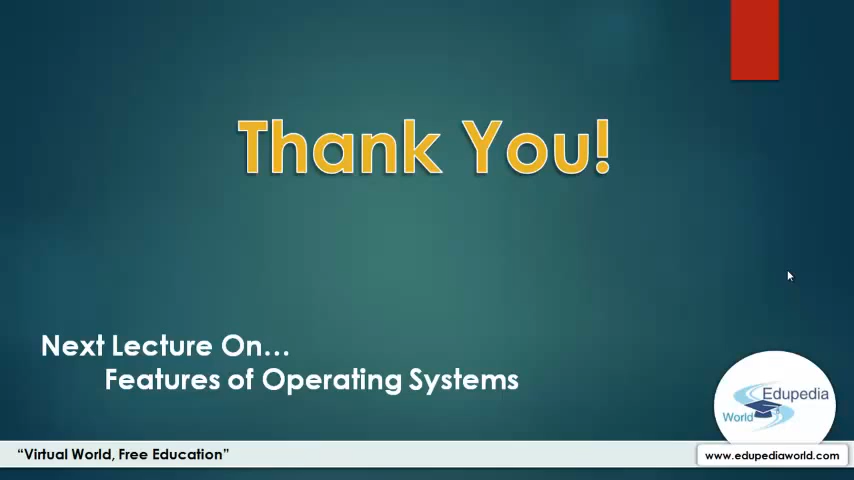 Thank You!
Next Lecture On...
Features of Operating Systems
Edupedia
World
"Virtual World, Free Education"
www.edupediaworld.com